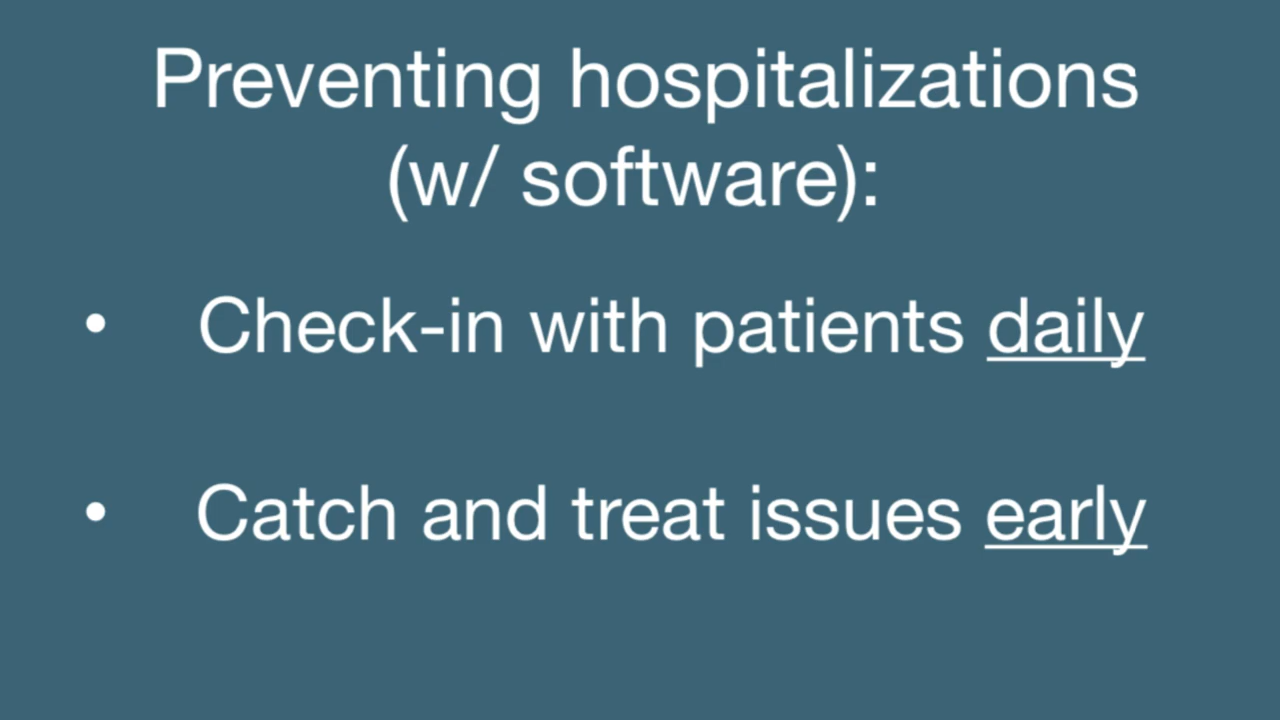 Preventing hospitalizations
(w/ software):
• Check-in with patients daily
• Catch and treat issues early